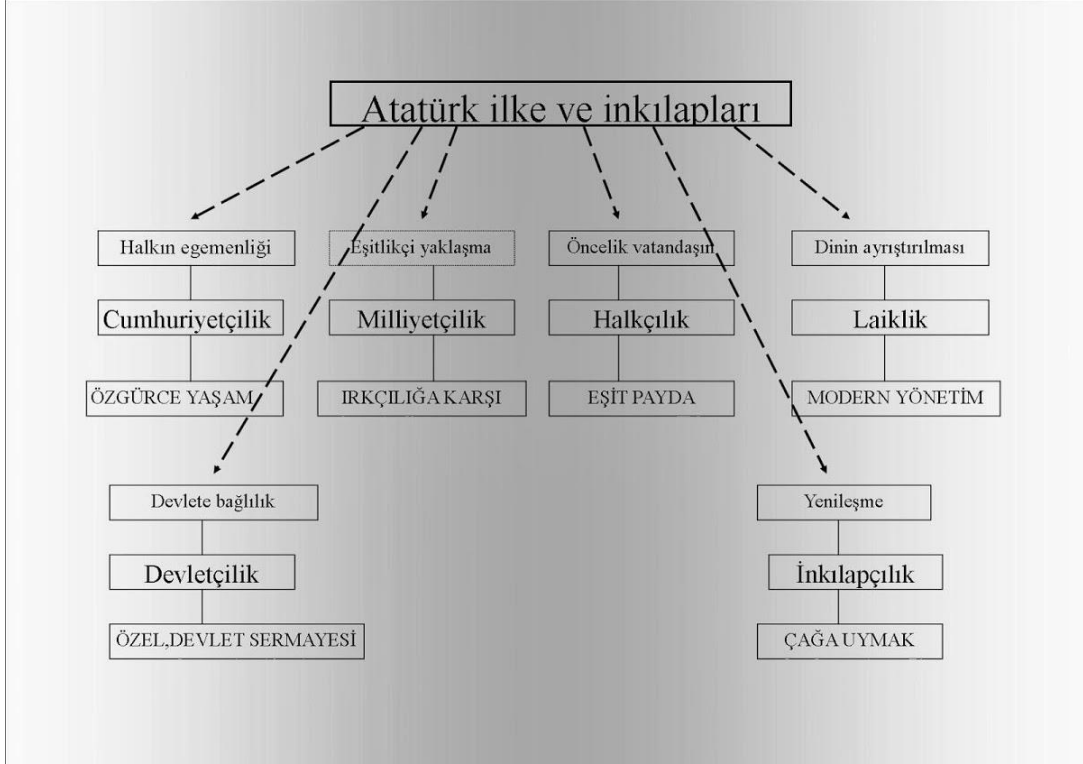 Atatürk ilke ve inkılapları
Halkın egemenliği
Eşitlikçi yaklaşma
Öncelik vatandaşın
Dinin ayrıştırılması
Cumhuriyetçilik
Milliyetçilik
Halkçılık
Laiklik
ÖZGÜRCE YAŞAM
IRKÇILIĞA KARŞI
EŞİT PAYDA
MODERN YÖNETİM
Devlete bağlılık
Yenileşme
Devletçilik
İnkılapçılık
ÖZEL,DEVLET SERMAYESİ
ÇAĞA UYMAK